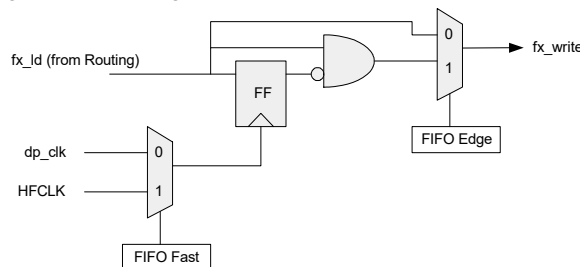 0
fx_ld (from Routing)
fx_write
1
FF
FIFO Edge
dp_clk
0
HFCLK
1
FIFO Fast